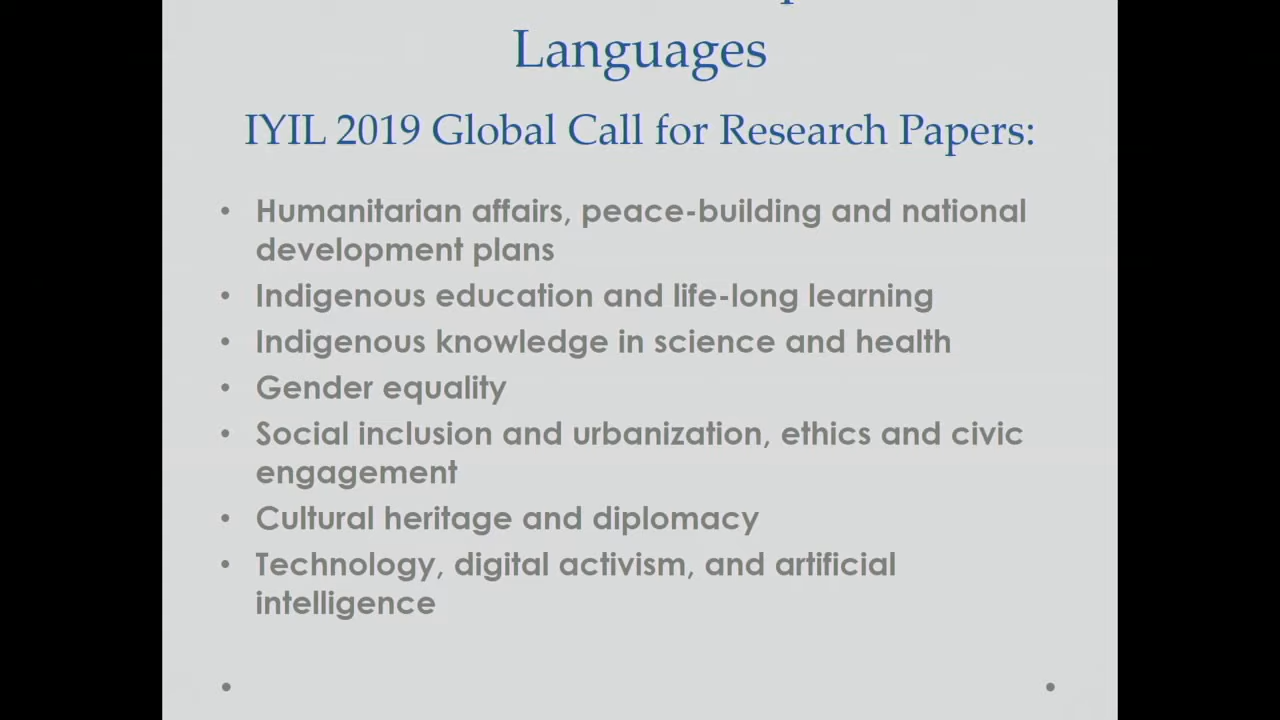 Languages
IYIL 2019 Global Call for Research Papers:
• Humanitarian affairs, peace-building and national
development plans
• Indigenous education and life-long learning
• Indigenous knowledge in science and health
• Gender equality
• Social inclusion and urbanization, ethics and civic
engagement
• Cultural heritage and diplomacy
• Technology, digital activism, and artificial
intelligence